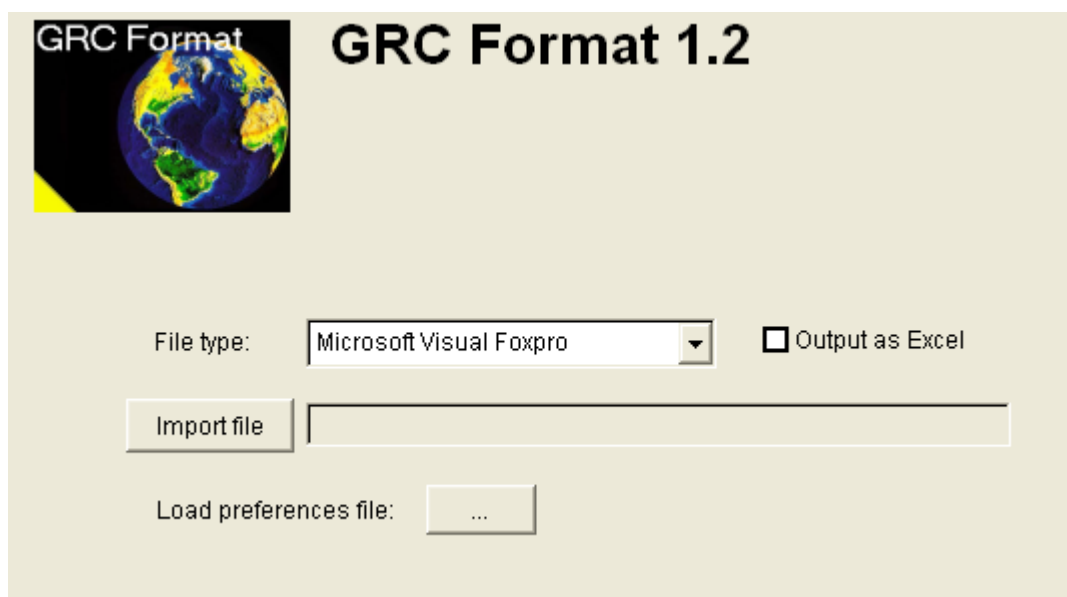 GRC Format
GRC Format 1.2
File type:
Microsoft Visual Foxpro
Output as Excel
Import file
Load preferences file:
...